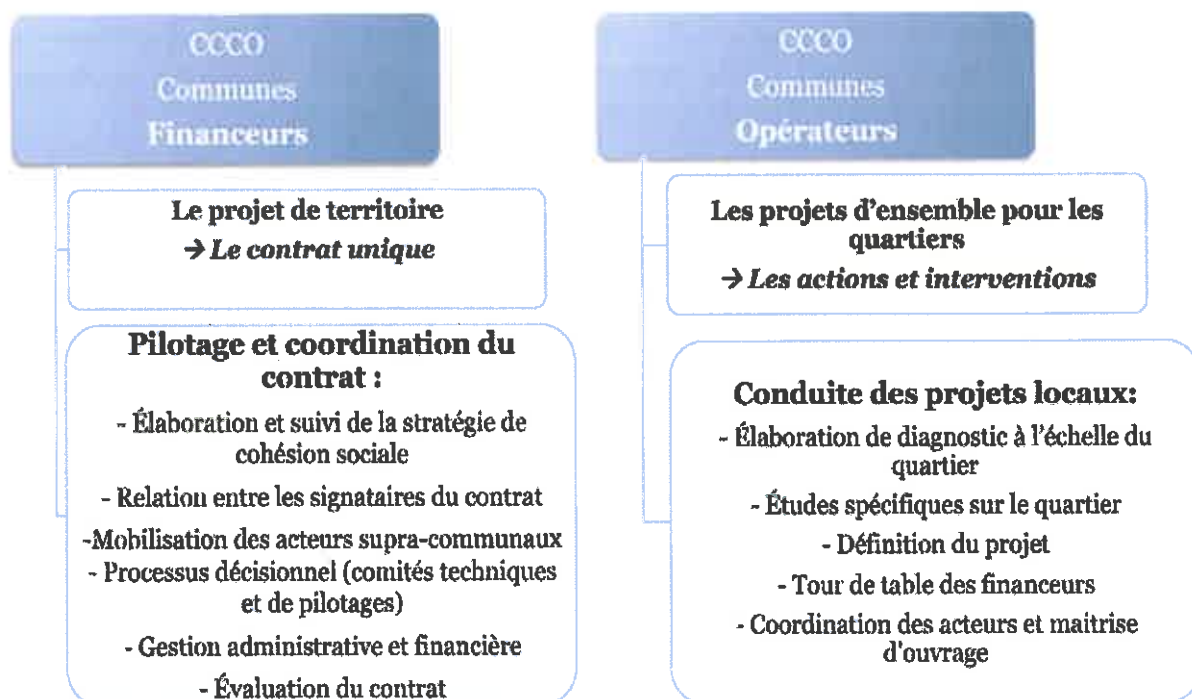 CCCO
Communes
Financeurs
Le projet de territoire
→ Le contrat unique
Pilotage et coordination du
contrat :
- Élaboration et suivi de la stratégie de
cohésion sociale
- Relation entre les signataires du contrat
-Mobilisation des acteurs supra-communaux
- Processus décisionnel (comités techniques
et de pilotages)
- Gestion administrative et financière
- Évaluation du contrat
CCCO
Communes
Opérateurs
Les projets d'ensemble pour les
quartiers
→ Les actions et interventions
Conduite des projets locaux:
- Élaboration de diagnostic à l'échelle du
quartier
- Études spécifiques sur le quartier
- Définition du projet
- Tour de table des financeurs
- Coordination des acteurs et maitrise
d'ouvrage